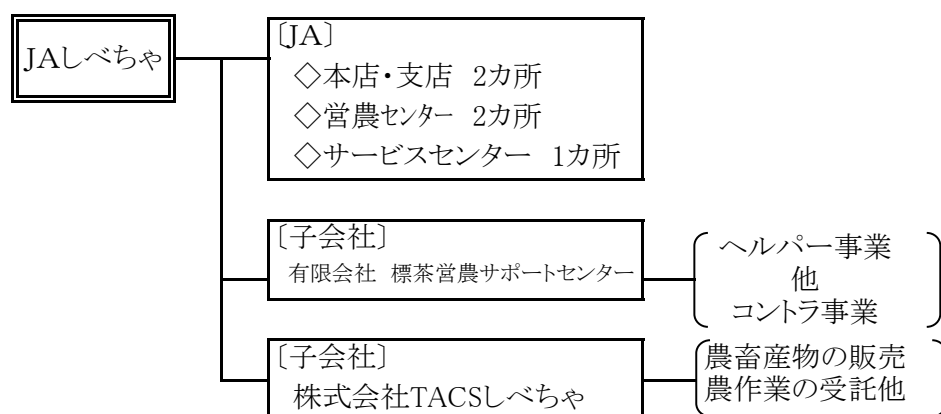 JAしべちゃ
〔JA〕
◇本店・支店 2カ所
◇営農センター 2カ所
◇サービスセンター 1カ所
〔子会社〕
有限会社 標茶営農サポートセンター
ヘルパー事業
他
コントラ事業
〔子会社〕
株式会社TACSしべちゃ
農畜産物の販売
農作業の受託他